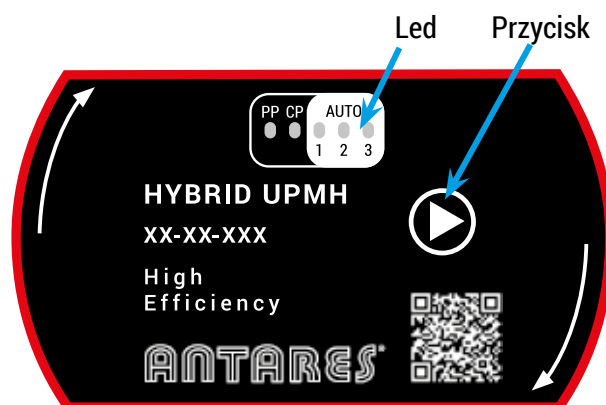 Led Przycisk
PP CP AUTO
1 2 3
HYBRID UPMH
XX-XX-XXX
High
Efficiency
ANTARES